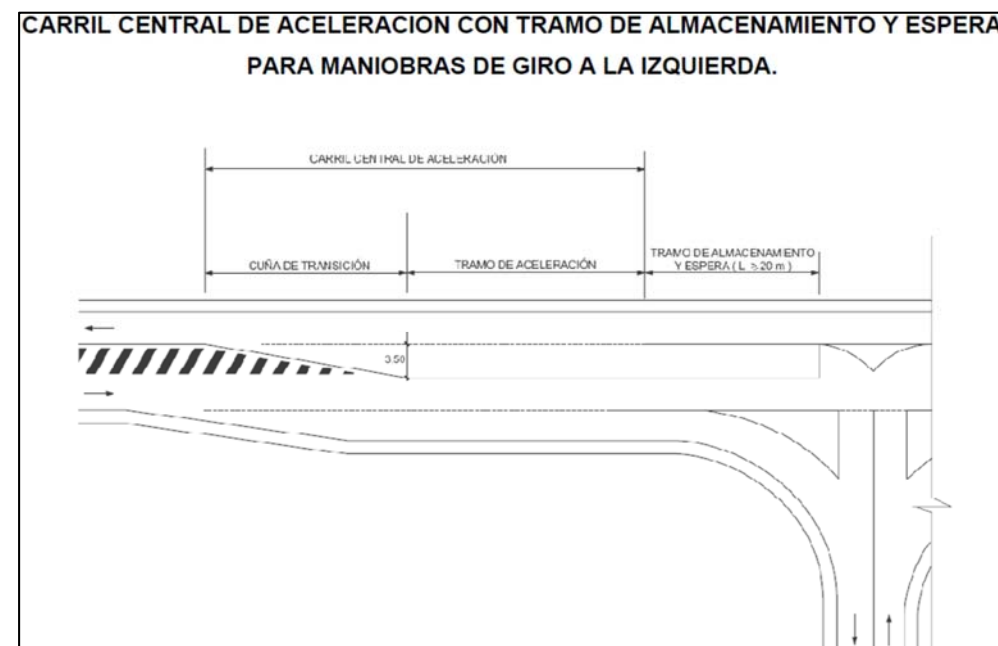 CARRIL CENTRAL DE ACELERACION CON TRAMO DE ALMACENAMIENTO Y ESPERA
PARA MANIOBRAS DE GIRO A LA IZQUIERDA.
CARRIL CENTRAL DE ACELERACIÓN
CUÑA DE TRANSICIÓN
TRAMO DE ACELERACIÓN
TRAMO DE ALMACENAMIENTO
Y ESPERA ( L ≥ 20 m )
3.50